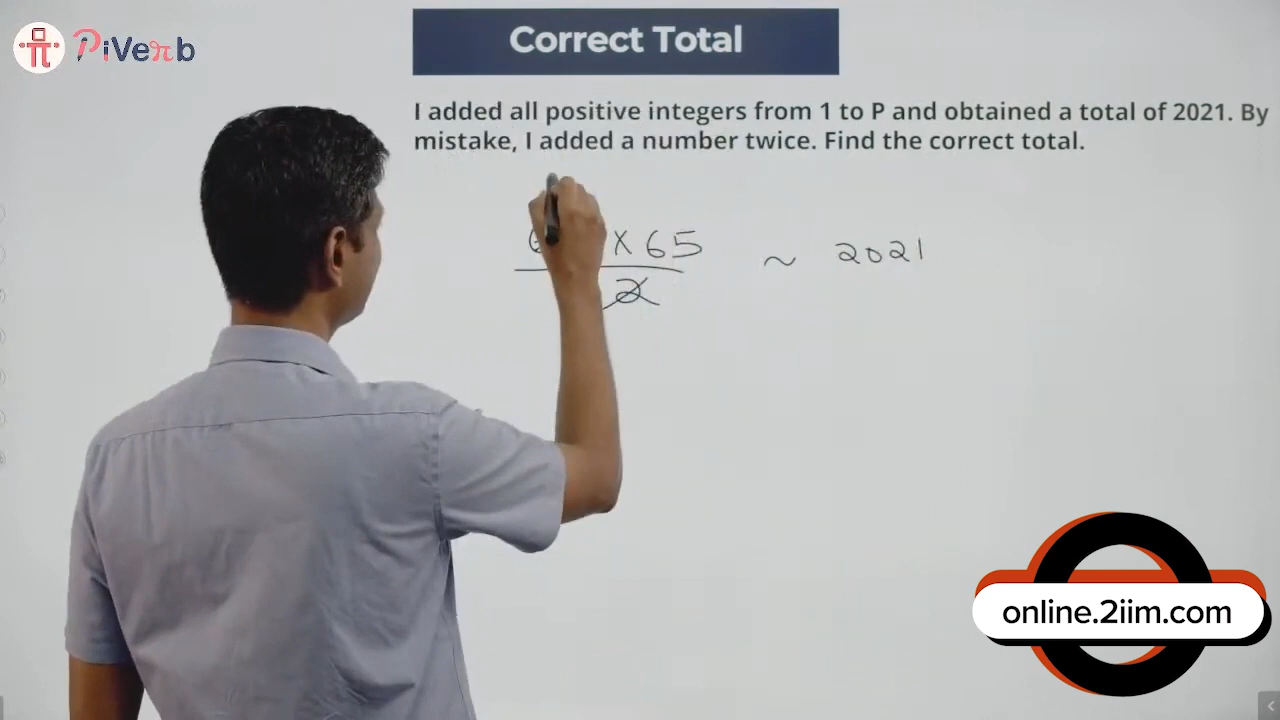 PiVerb
Correct Total
I added all positive integers from 1 to P and obtained a total of 2021. By
mistake, I added a number twice. Find the correct total.
X 65 ~ 2021
2
online.2iim.com